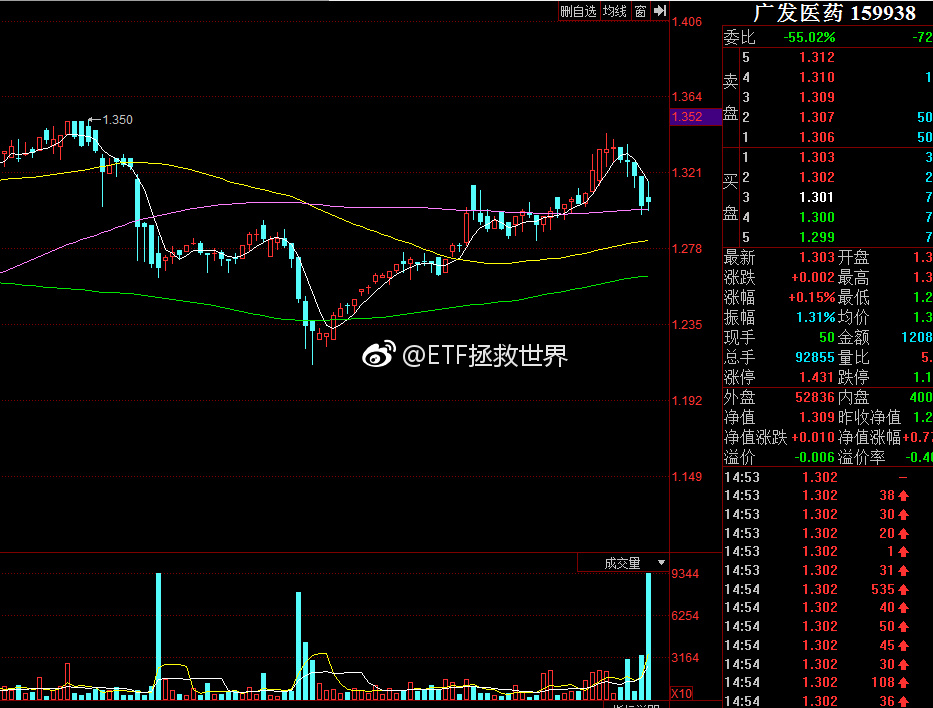 删自选 均线 窗
广发医药 159938
1.406
委比 -55.02% -72
5 1.312
卖 4 1.310 1
1.364
3 1.309
盘 2 1.307 50
1.352
1.350
1 1.306 50
1 1.303 3
1.321
买 2 1.302 2
3 1.301 7
盘 4 1.300 7
5 1.299 7
1.278
最新 1.303 开盘 1.3
涨跌 +0.002 最高 1.3
涨幅 +0.15% 最低 1.2
振幅 1.31% 均价 1.3
1.235
现手 50 金额 1208
@ETF拯救世界
总手 92855 量比 5.
涨停 1.431 跌停 1.1
1.192
外盘 52836 内盘 400
净值 1.309 昨收净值 1.2
净值涨跌 +0.010 净值涨幅 +0.7
溢价 -0.006 溢价率 -0.4
1.149
14:53 1.302 –
14:53 1.302 38
14:53 1.302 30
14:53 1.302 20
14:53 1.302 1
成交量
9344
14:53 1.302 31
14:54 1.302 535
14:54 1.302 40
6254
14:54 1.302 50
14:54 1.302 45
3164
14:54 1.302 30
14:54 1.302 108
X10
14:54 1.302 36